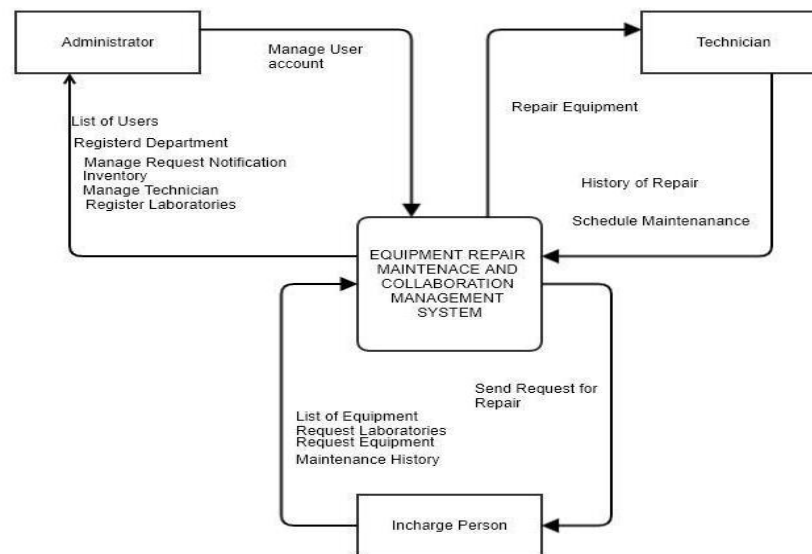 Administrator
Manage User
account
Technician
Repair Equipment
List of Users
Registerd Department
Manage Request Notification
Inventory
Manage Technician
Register Laboratories
History of Repair
Schedule Maintenanance
EQUIPMENT REPAIR
MAINTENACE AND
COLLABORATION
MANAGEMENT
SYSTEM
Send Request for
Repair
List of Equipment
Request Laboratories
Request Equipment
Maintenance History
Incharge Person